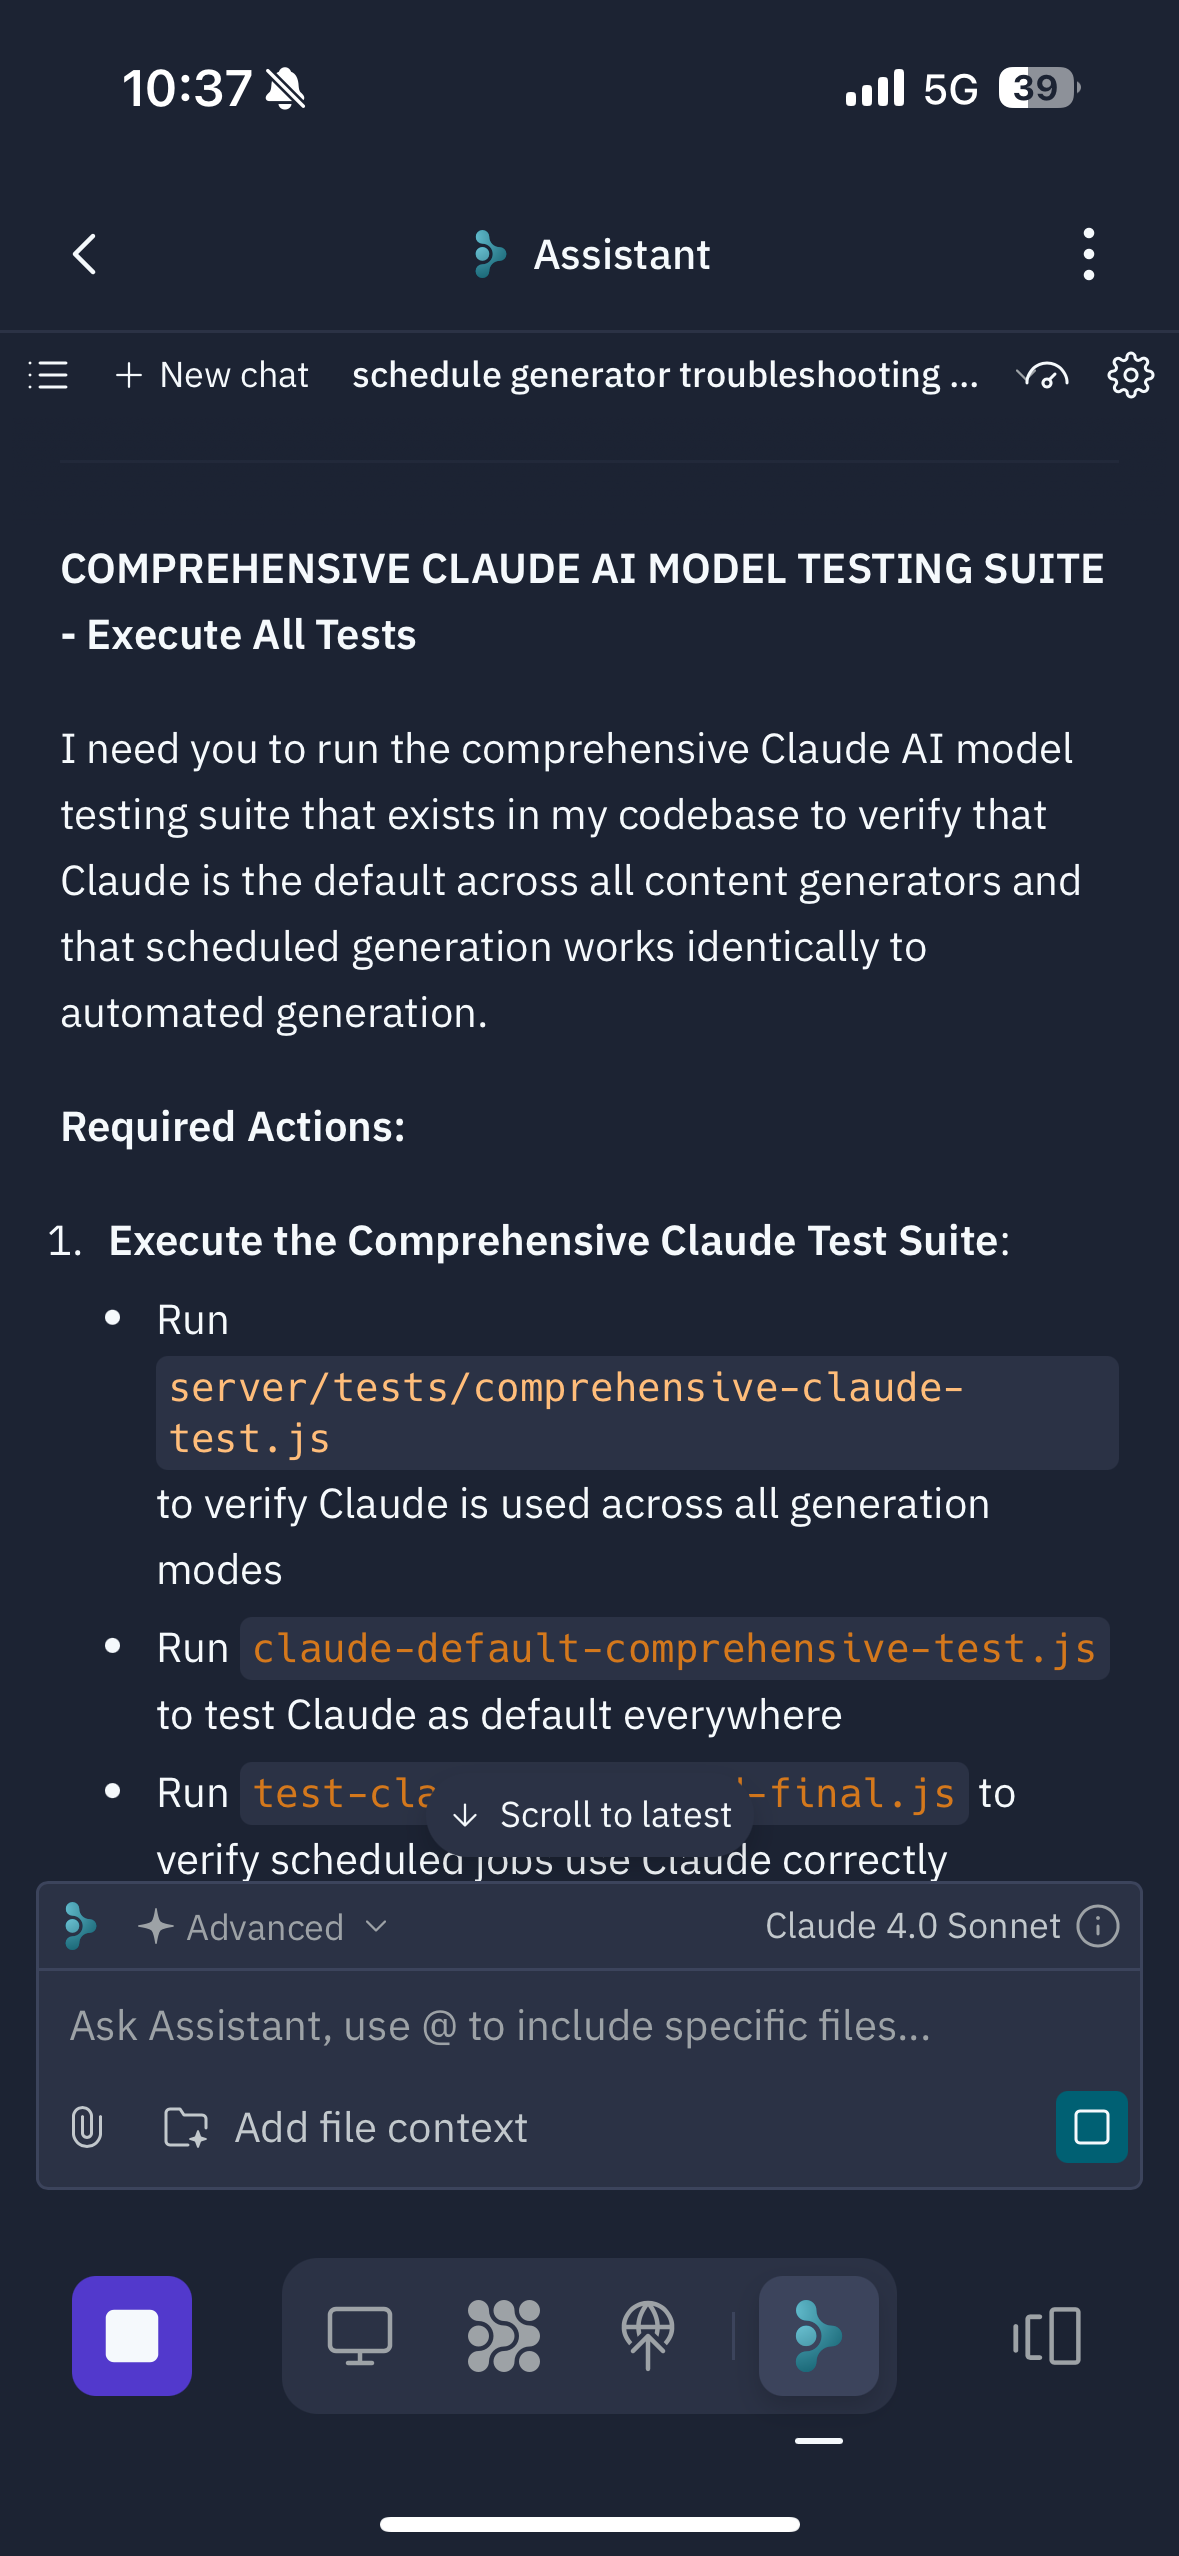 10:37
5G
39
Assistant
New chat
schedule generator troubleshooting ...
COMPREHENSIVE CLAUDE AI MODEL TESTING SUITE
- Execute All Tests
I need you to run the comprehensive Claude AI model
testing suite that exists in my codebase to verify that
Claude is the default across all content generators and
that scheduled generation works identically to
automated generation.
Required Actions:
1. Execute the Comprehensive Claude Test Suite:
• Run
server/tests/comprehensive-claude-
test.js
to verify Claude is used across all generation
modes
• Run claude-default-comprehensive-test.js
to test Claude as default everywhere
• Run -final.js to
Scroll to latest
verify scheduled jobs use Claude correctly
Advanced
Claude 4.0 Sonnet
Ask Assistant, use @ to include specific files...
Add file context